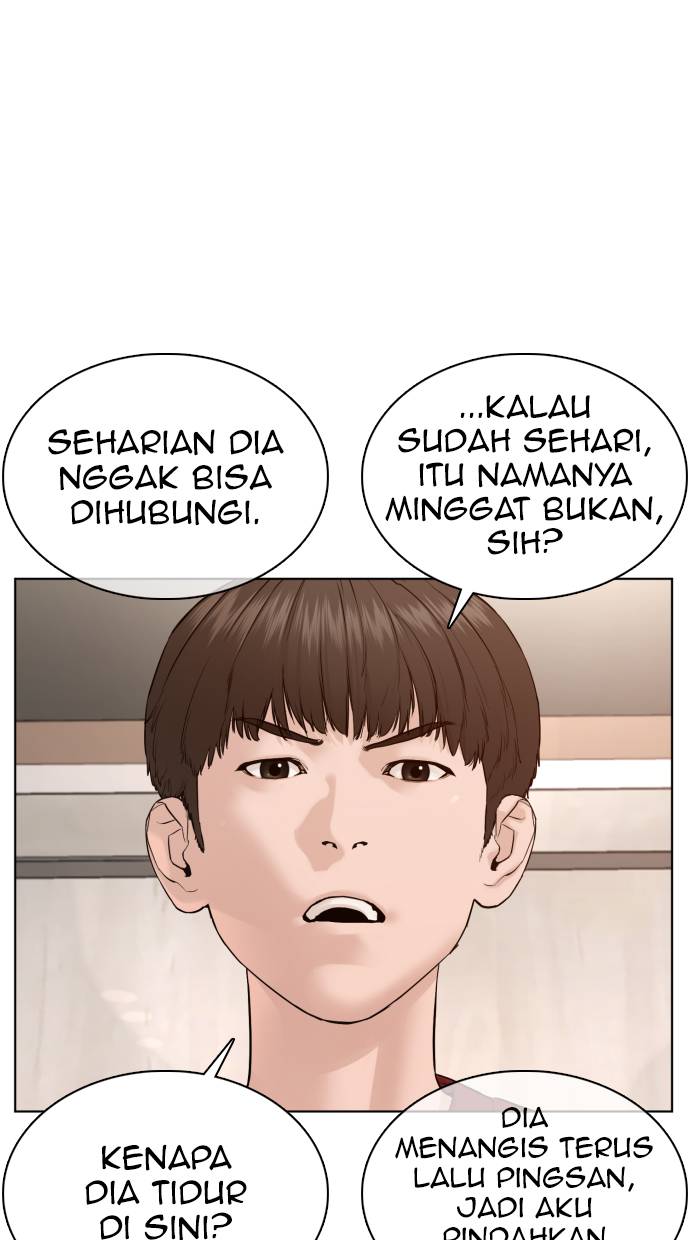 SEHARIAN DIA
NGGAK BISA
DIHUBUNGI.
...KALAU
SUDAH SEHARI,
ITU NAMANYA
MINGGAT BUKAN,
SIH?
KENAPA
DIA TIDUR
DI SINI?
DIA
MENANGIS TERUS
LALU PINGSAN,
JADI AKU
PINDAHKAN